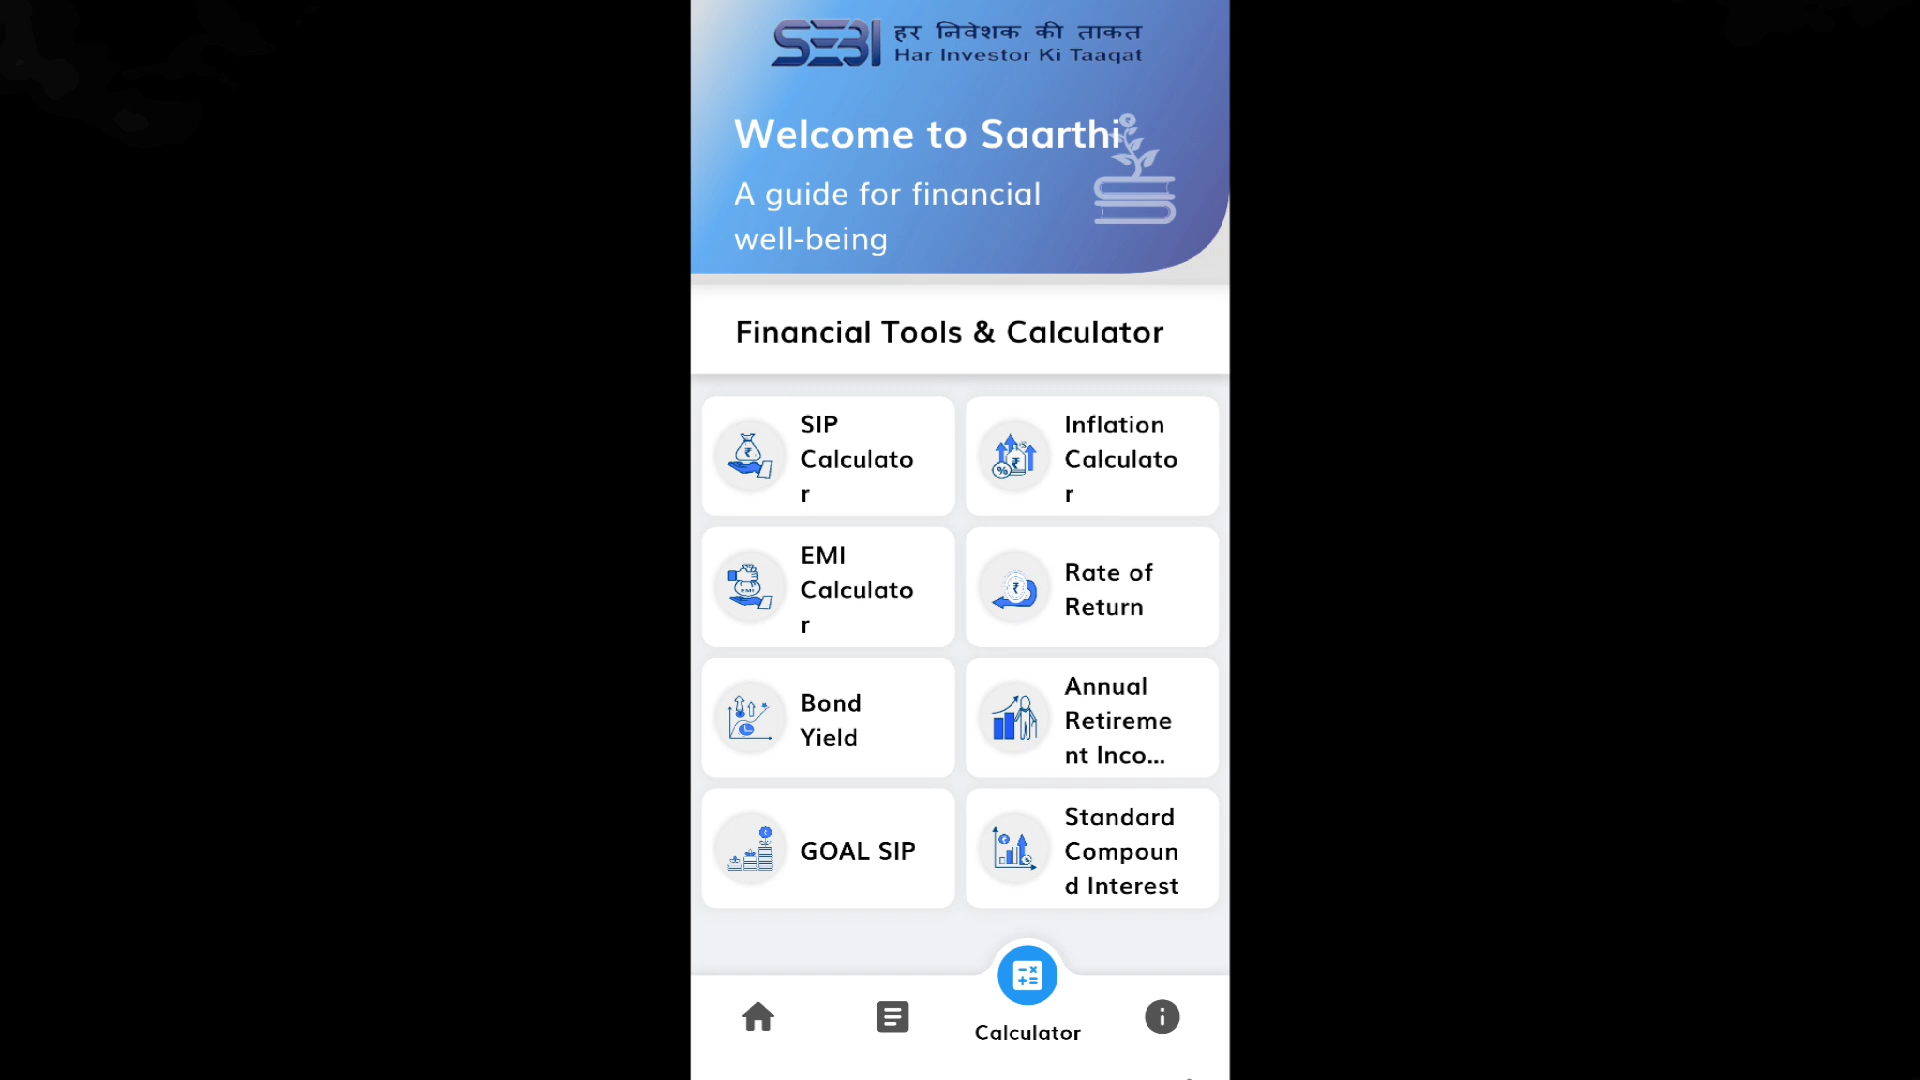 SEBI हर निवेशक की ताकत
Har Investor Ki Taaqat
Welcome to Saarthi
A guide for financial
well-being
Financial Tools & Calculator
SIP
Calculato
r
Inflation
Calculato
r
EMI
Calculato
r
Rate of
Return
Bond
Yield
Annual
Retireme
nt Inco...
GOAL SIP
Standard
Compoun
d Interest
Calculator